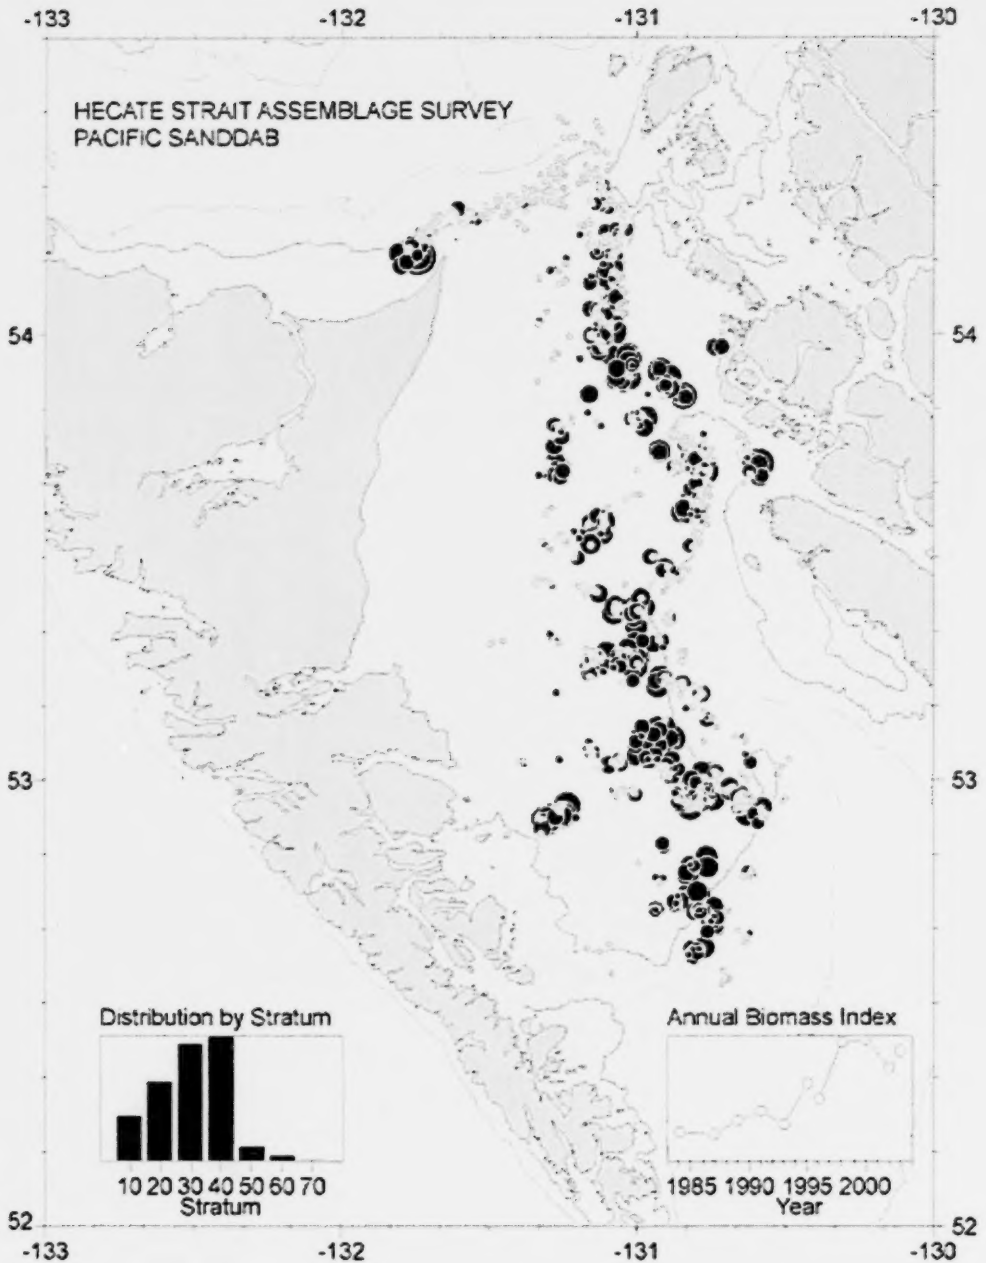 -133 -132 -131 -130
HECATE STRAIT ASSEMBLAGE SURVEY
PACIFIC SANDDAB
54 54
53 53
Distribution by Stratum
10 20 30 40 50 60 70
Stratum
Annual Biomass Index
1985 1990 1995 2000
Year
52 52
-133 -132 -131 -130